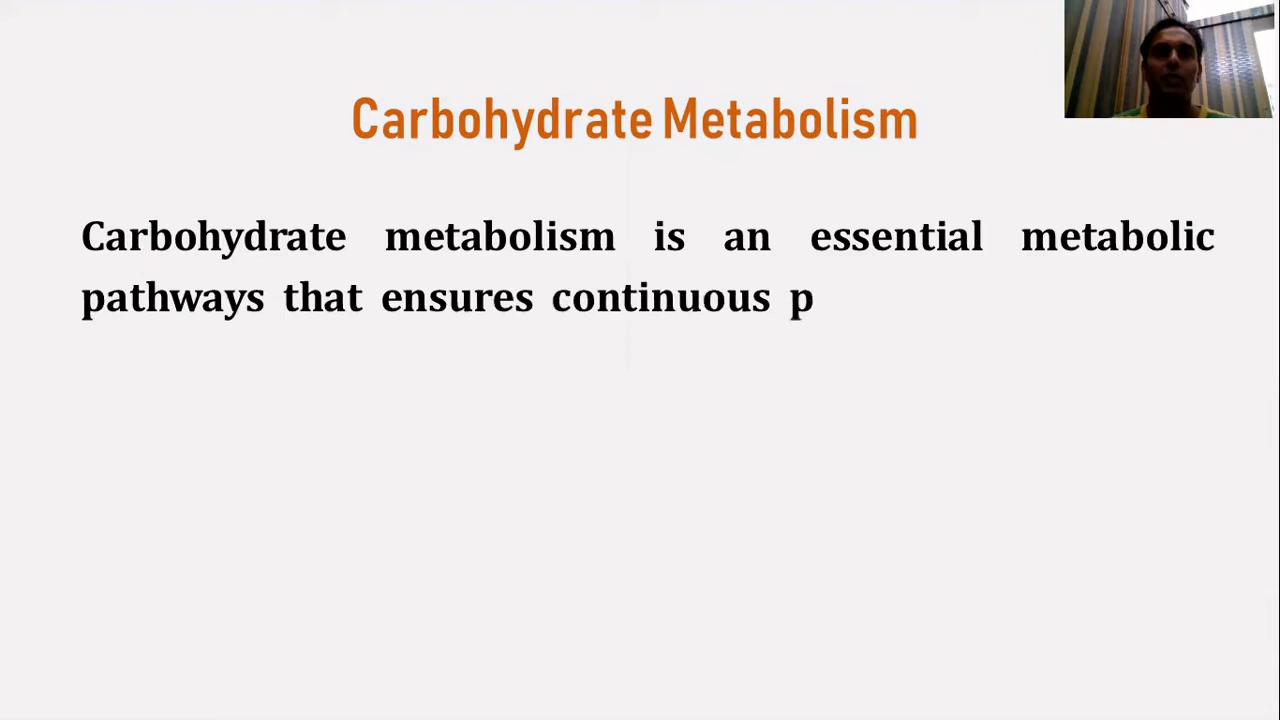 Carbohydrate Metabolism
Carbohydrate metabolism is an essential metabolic
pathways that ensures continuous p